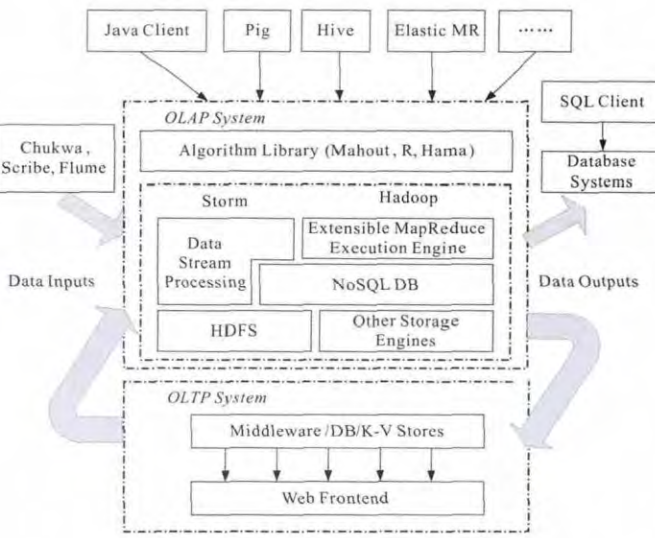 Java Client
Pig
Hive
Elastic MR
……
SQL Client
OLAP System
Chukwa,
Scribe, Flume
Algorithm Library (Mahout, R, Hama)
Database
Systems
Storm
Hadoop
Data
Stream
Processing
Extensible MapReduce
Execution Engine
Data Inputs
NoSQL DB
Data Outputs
HDFS
Other Storage
Engines
OLTP System
Middleware /DB/K-V Stores
Web Frontend